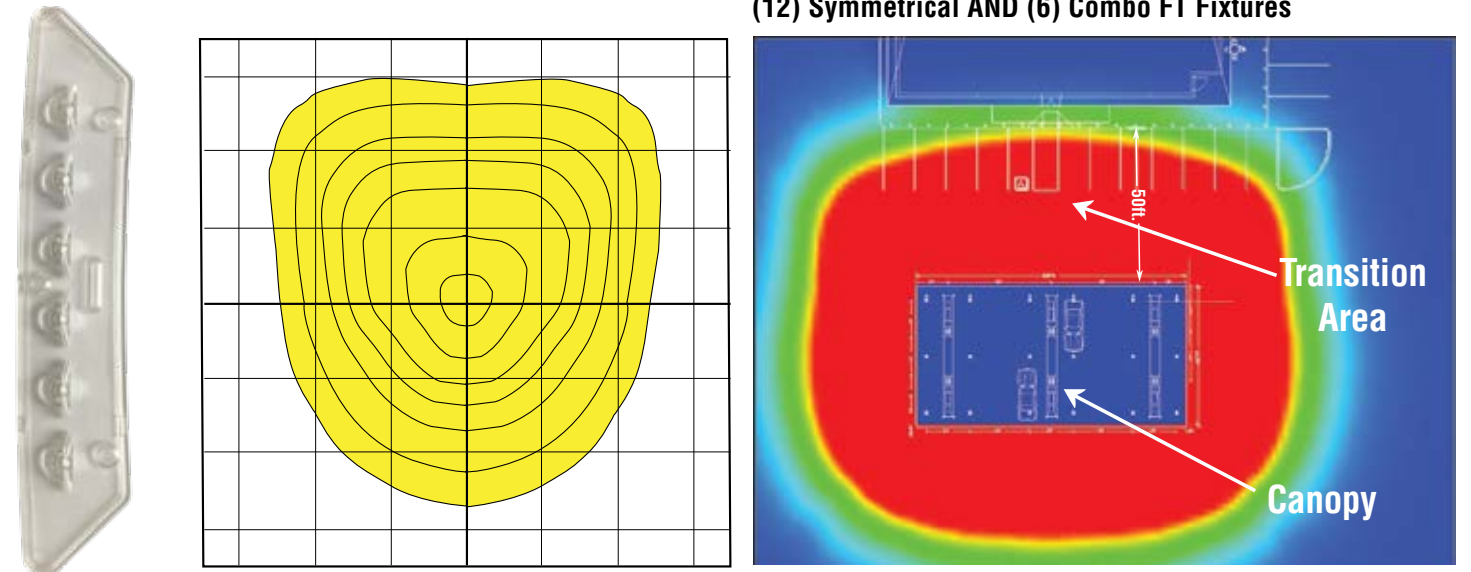 (12) Symmetrical AND (6) Combo FT Fixtures
50ft.
Transition
Area
Canopy